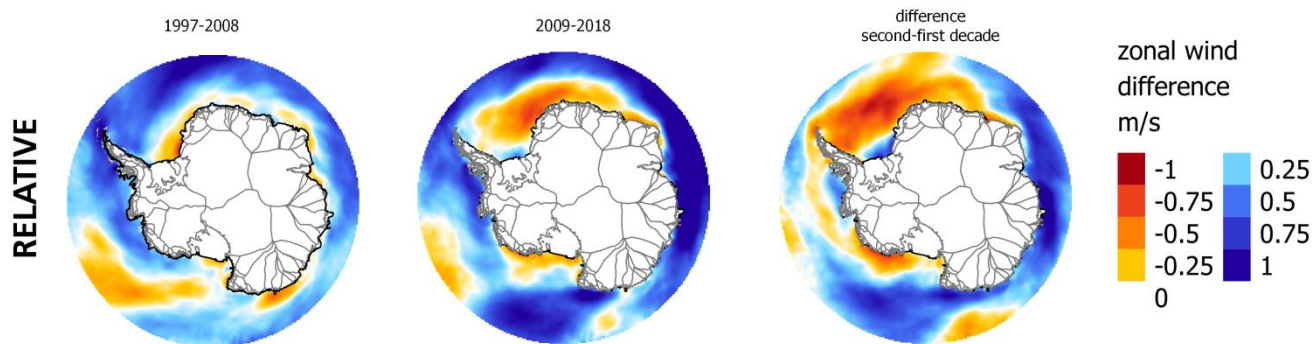 1997-2008
2009-2018
difference
second-first decade
RELATIVE
zonal wind
difference
m/s
-1
-0.75
-0.5
-0.25
0
0.25
0.5
0.75
1